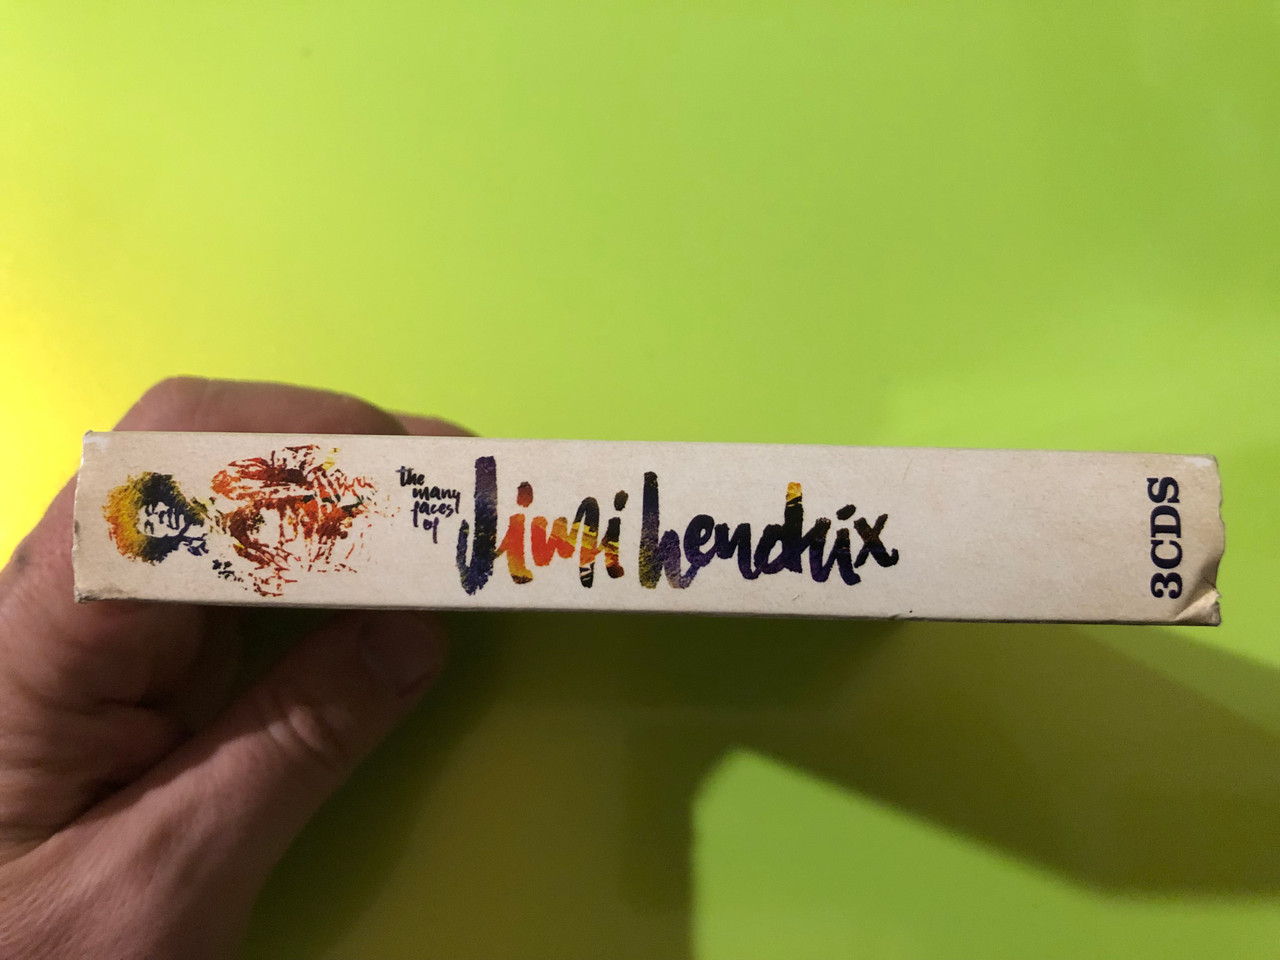 the
many
faces
of
Jimi hendrix
3CDS